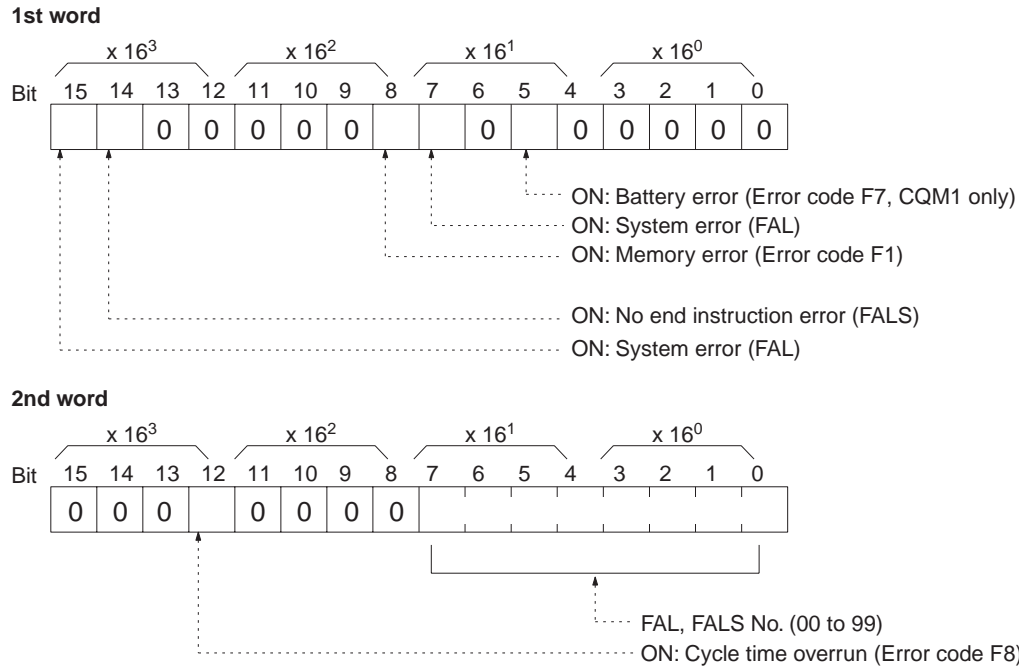 1st word
x 16³ x 16² x 16¹ x 16⁰
Bit 15 14 13 12 11 10 9 8 7 6 5 4 3 2 1 0
0 0 0 0 0 0 0 0 0 0 0
ON: Battery error (Error code F7, CQM1 only)
ON: System error (FAL)
ON: Memory error (Error code F1)
ON: No end instruction error (FALS)
ON: System error (FAL)
2nd word
x 16³ x 16² x 16¹ x 16⁰
Bit 15 14 13 12 11 10 9 8 7 6 5 4 3 2 1 0
0 0 0 0 0 0 0
FAL, FALS No. (00 to 99)
ON: Cycle time overrun (Error code F8)